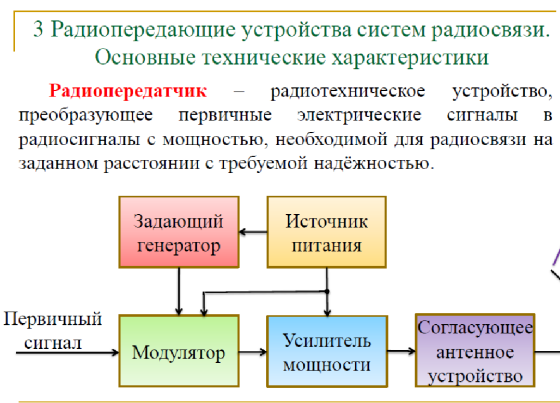 3 Радиопередающие устройства систем радиосвязи.
Основные технические характеристики
Радиопередатчик – радиотехническое устройство,
преобразующее первичные электрические сигналы в
радиосигналы с мощностью, необходимой для радиосвязи на
заданном расстоянии с требуемой надёжностью.
Задающий
генератор
Источник
питания
Первичный
сигнал
Модулятор
Усилитель
мощности
Согласующее
антенное
устройство